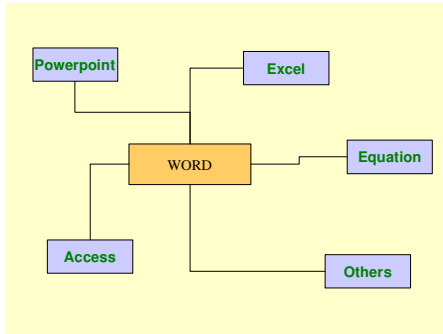 Powerpoint
Excel
Equation
WORD
Access
Others